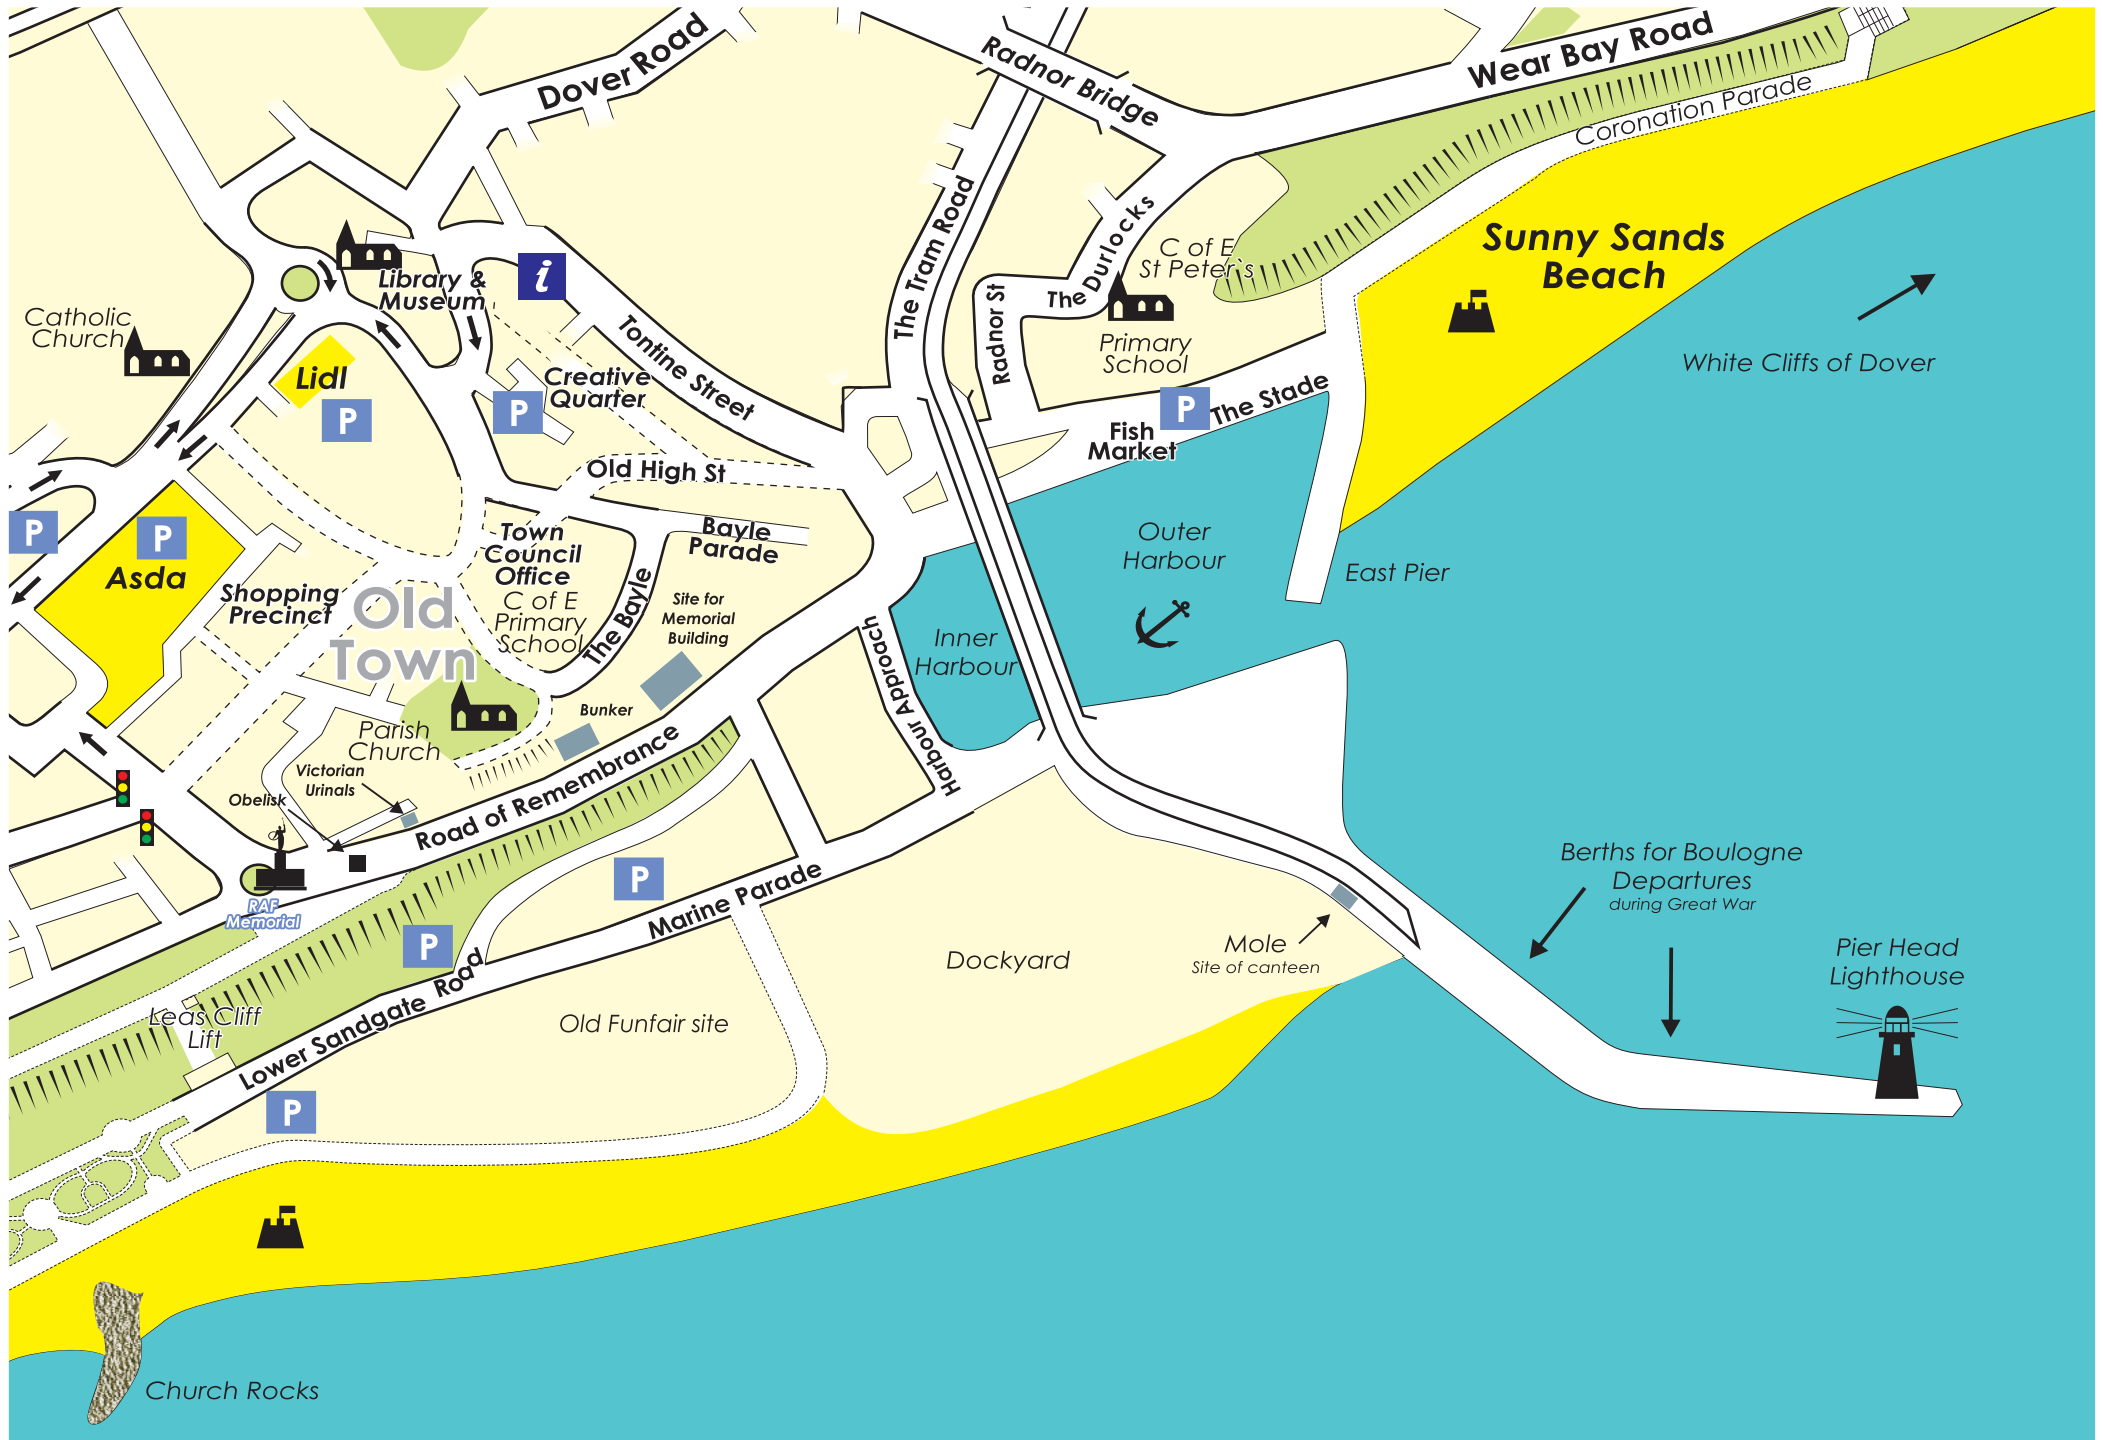 Dover Road
Radnor Bridge
Wear Bay Road
Coronation Parade
The Tram Road
The Durlocks
C of E
St Peter`s
Primary
School
Radnor St
Sunny Sands
Beach
White Cliffs of Dover
Library &
Museum
i
Catholic
Church
Lidl
P
Creative
Quarter
P
Tontine Street
P
The Stade
Fish
Market
Old High St
P
P
Asda
Town
Council
Office
Bayle
Parade
C of E
Primary
School
The Bayle
Shopping
Precinct
Old
Town
Site for
Memorial
Building
Outer
Harbour
East Pier
Inner
Harbour
Harbour Approach
Bunker
Parish
Church
Victorian
Urinals
Obelisk
Road of Remembrance
RAF
Memorial
P
P
Marine Parade
Lower Sandgate Road
Leas Cliff
Lift
Old Funfair site
P
Dockyard
Mole
Site of canteen
Berths for Boulogne
Departures
during Great War
Pier Head
Lighthouse
Church Rocks